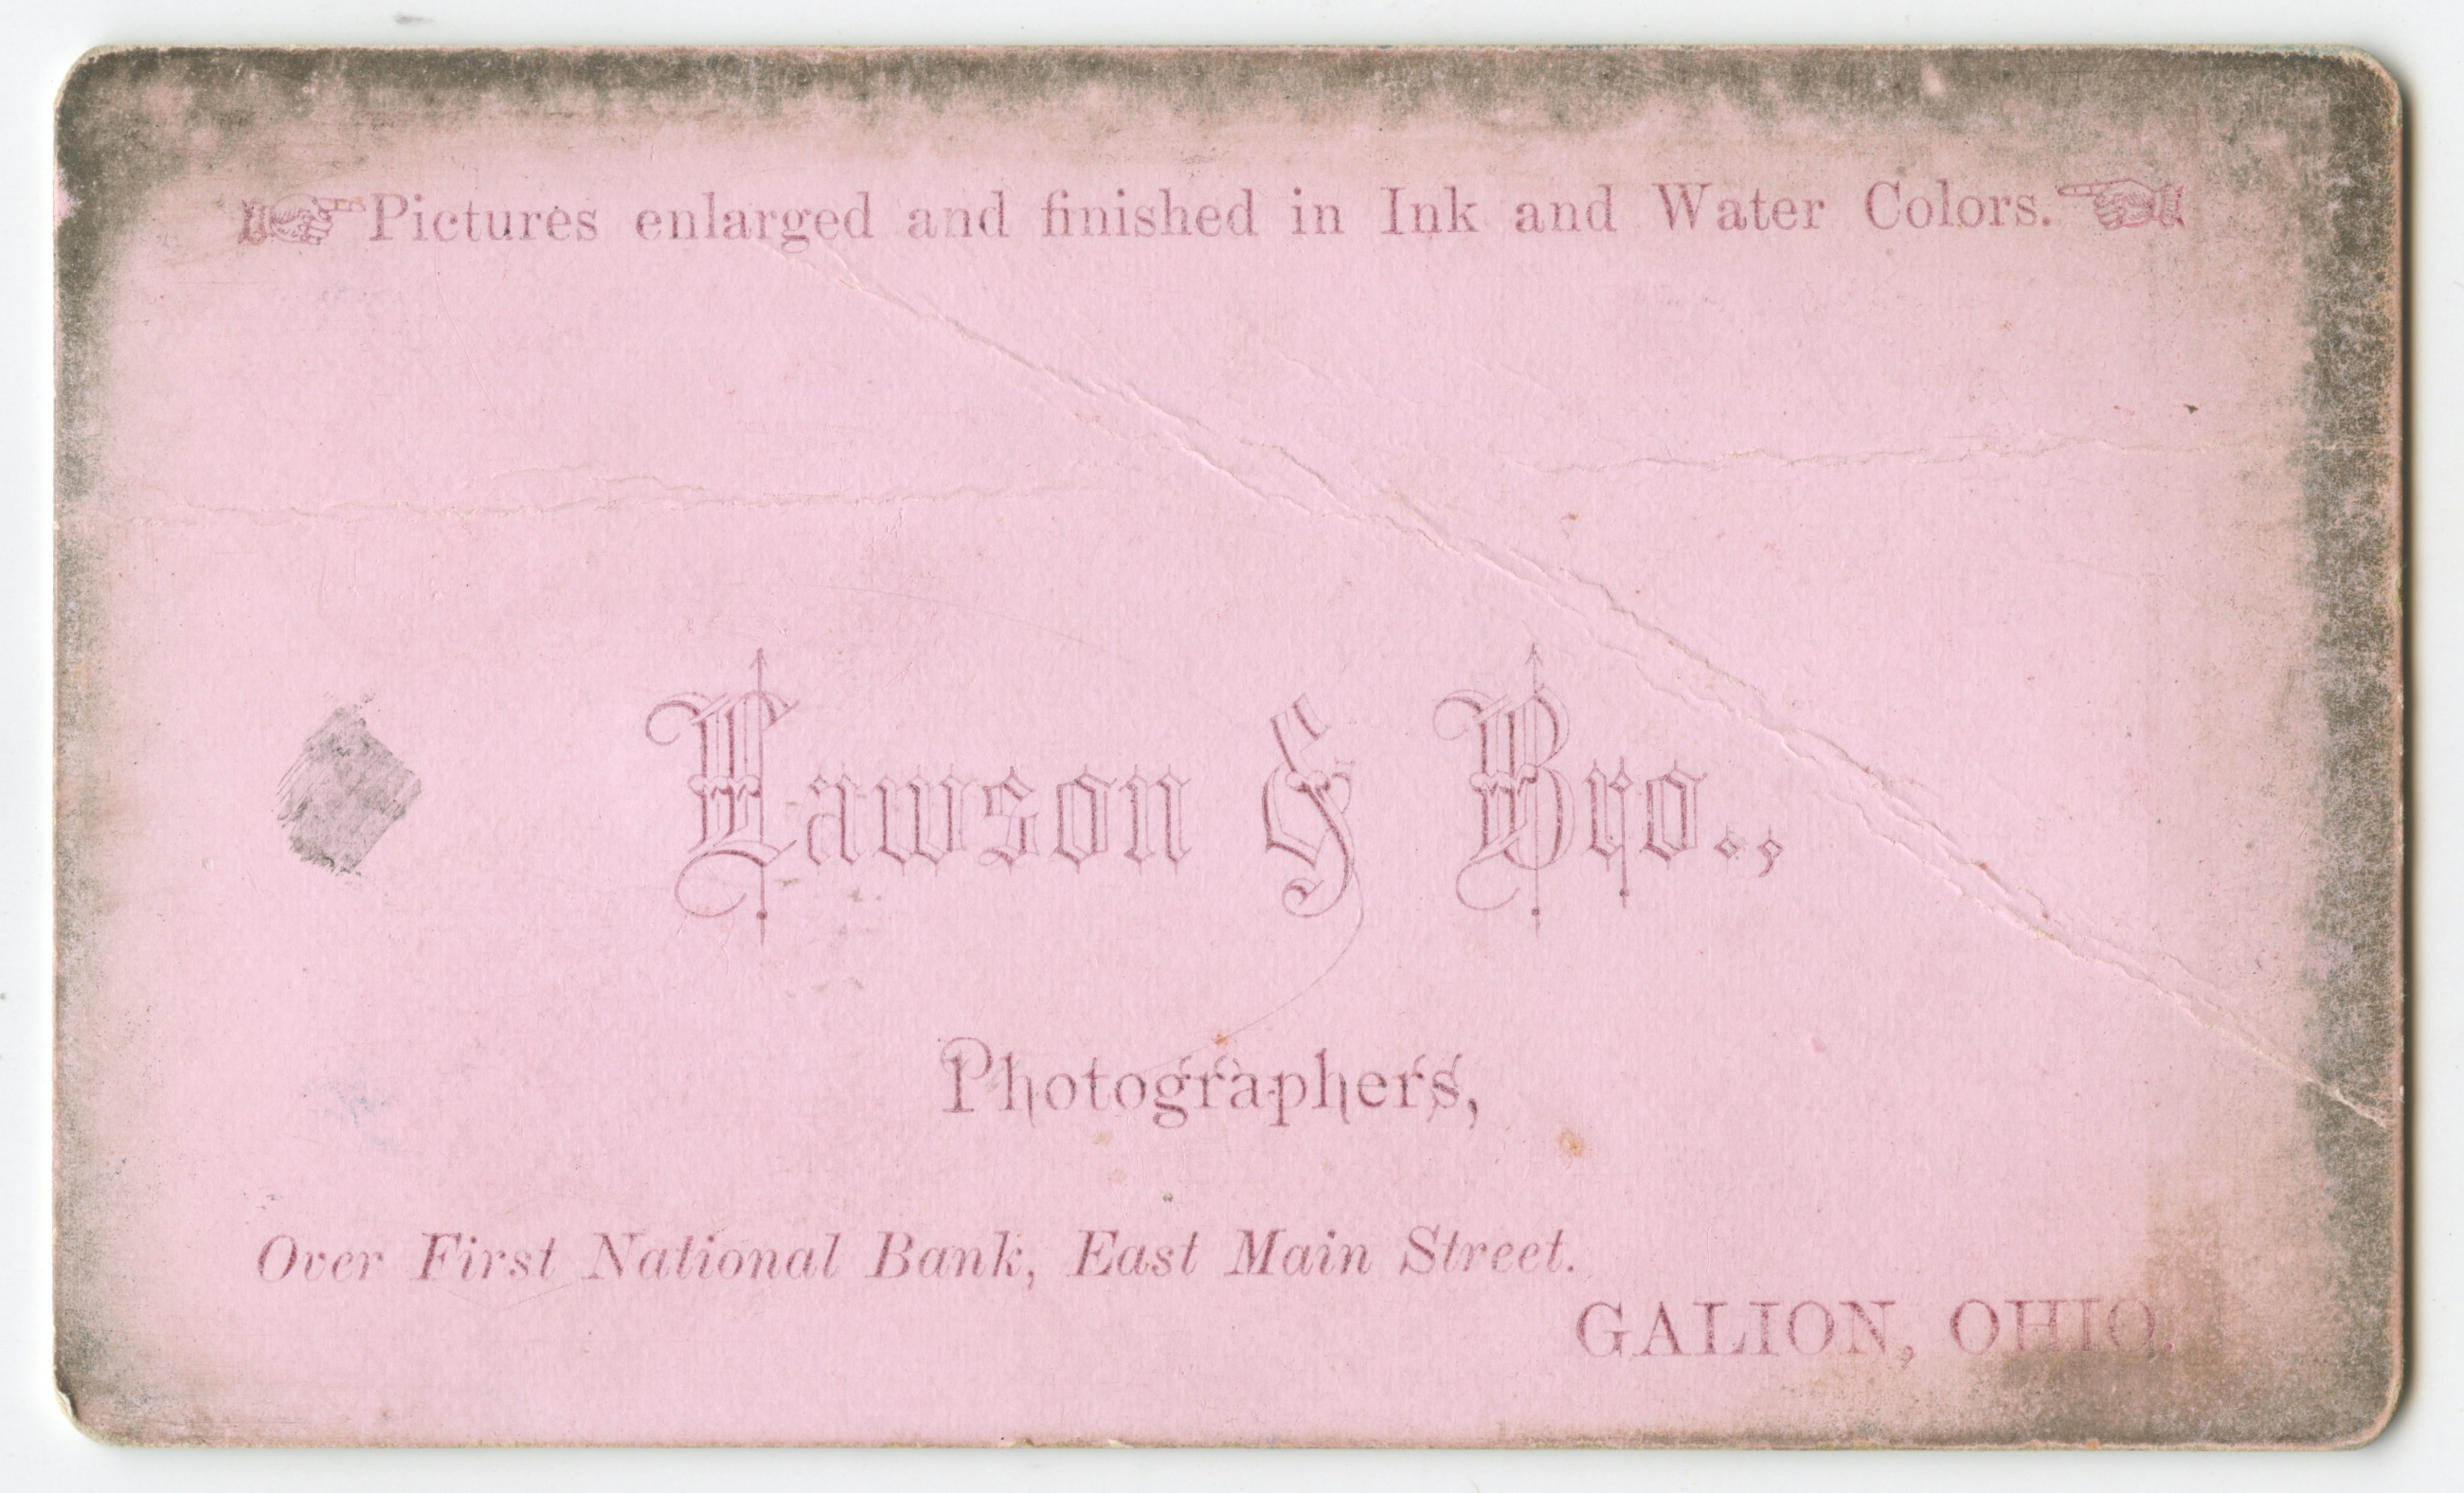 ☞Pictures enlarged and finished in Ink and Water Colors.☜
Lawson & Bro.,
Photographers,
Over First National Bank, East Main Street.
GALION, OHIO.